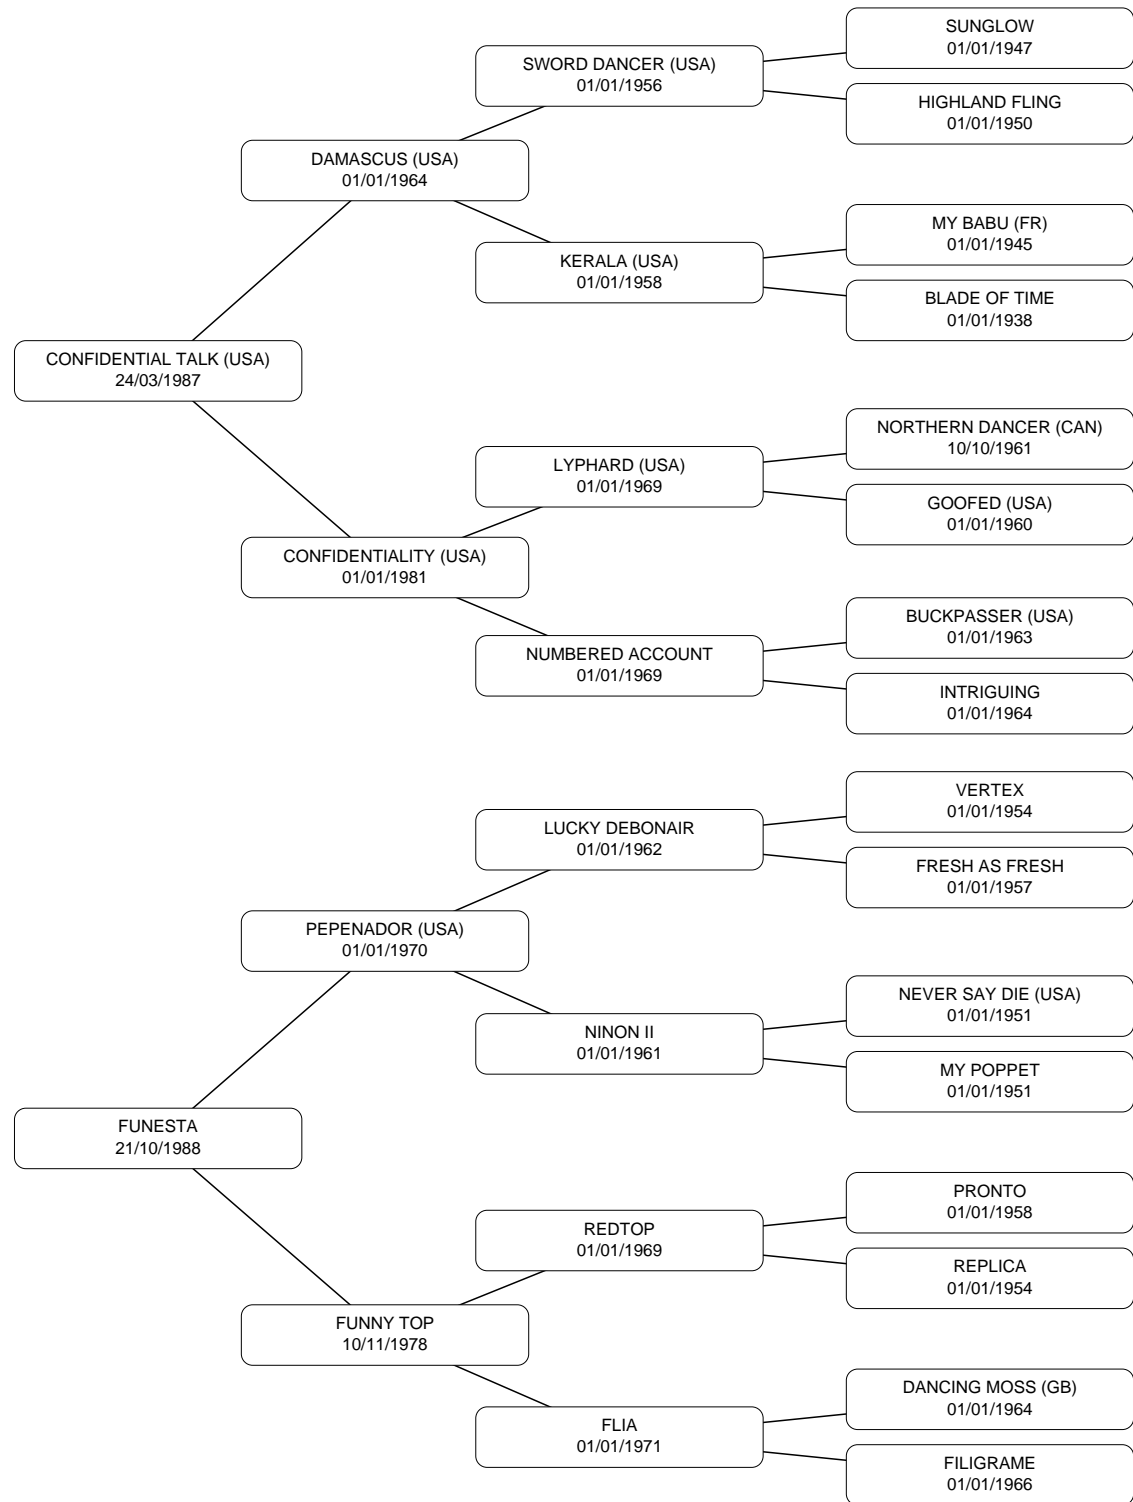 SUNGLOW
01/01/1947
SWORD DANCER (USA)
01/01/1956
HIGHLAND FLING
01/01/1950
DAMASCUS (USA)
01/01/1964
MY BABU (FR)
01/01/1945
KERALA (USA)
01/01/1958
BLADE OF TIME
01/01/1938
CONFIDENTIAL TALK (USA)
24/03/1987
NORTHERN DANCER (CAN)
10/10/1961
LYPHARD (USA)
01/01/1969
GOOFED (USA)
01/01/1960
CONFIDENTIALITY (USA)
01/01/1981
BUCKPASSER (USA)
01/01/1963
NUMBERED ACCOUNT
01/01/1969
INTRIGUING
01/01/1964
VERTEX
01/01/1954
LUCKY DEBONAIR
01/01/1962
FRESH AS FRESH
01/01/1957
PEPENADOR (USA)
01/01/1970
NEVER SAY DIE (USA)
01/01/1951
NINON II
01/01/1961
MY POPPET
01/01/1951
FUNESTA
21/10/1988
PRONTO
01/01/1958
REDTOP
01/01/1969
REPLICA
01/01/1954
FUNNY TOP
10/11/1978
DANCING MOSS (GB)
01/01/1964
FLIA
01/01/1971
FILIGRAME
01/01/1966